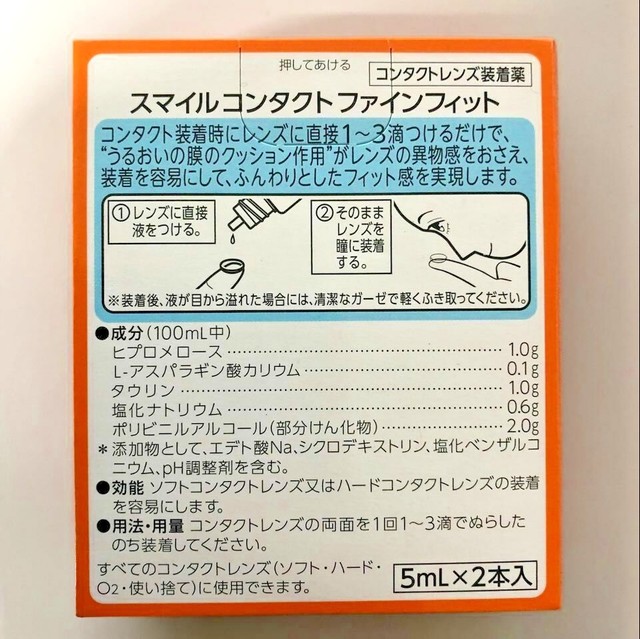 押してあける
コンタクトレンズ装着薬
スマイルコンタクトファインフィット
コンタクト装着時にレンズに直接1〜3滴つけるだけで、
“うるおいの膜のクッション作用”がレンズの異物感をおさえ、
装着を容易にして、ふんわりとしたフィット感を実現します。
①レンズに直接
液をつける。
②そのまま
レンズを
瞳に装着
する。
※装着後、液が目から溢れた場合には、清潔なガーゼで軽くふき取ってください。
●成分(100mL中)
ヒプロメロース 1.0g
L-アスパラギン酸カリウム 0.1g
タウリン 1.0g
塩化ナトリウム 0.6g
ポリビニルアルコール(部分けん化物) 2.0g
*添加物として、エデト酸Na、シクロデキストリン、塩化ベンザルコ
ニウム、pH調整剤を含む。
●効能 ソフトコンタクトレンズ又はハードコンタクトレンズの装着
を容易にします。
●用法・用量 コンタクトレンズの両面を1回1〜3滴でぬらした
のち装着してください。
すべてのコンタクトレンズ(ソフト・ハード・
O2・使い捨て)に使用できます。
5mL×2本入